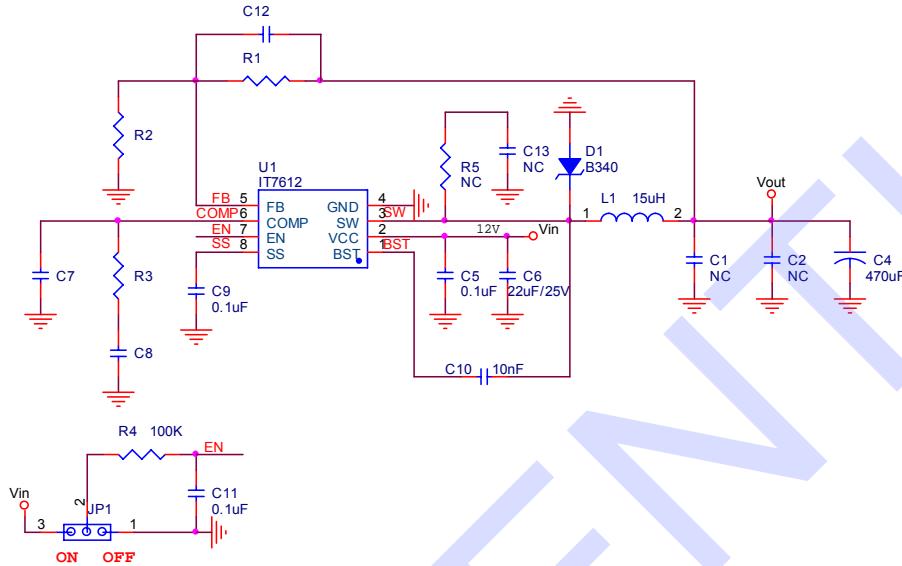 C12
R1
R2
U1
IT7612
FB 5 FB
COMP 6 COMP
EN 7 EN
SS 8 SS
GND 4
SW 3 SW
VCC 2
BST 1 BST
R5
NC
C13
NC
D1
B340
L1 15uH
1 2
Vout
12V Vin
C7
R3
C8
C9
0.1uF
C5
0.1uF
C6
22uF/25V
C1
NC
C2
NC
C4
470uF
C10 10nF
R4 100K EN
C11
0.1uF
Vin
2
JP1
3 1
ON OFF